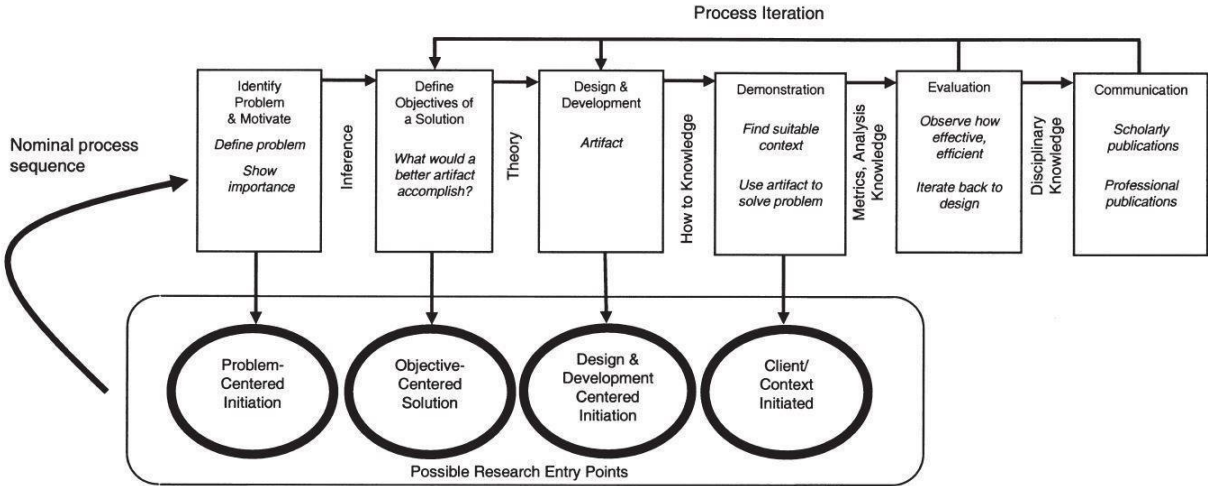 Process Iteration
Nominal process
sequence
Identify
Problem
& Motivate
Define problem
Show
importance
Inference
Define
Objectives of
a Solution
What would a
better artifact
accomplish?
Theory
Design &
Development
Artifact
How to Knowledge
Demonstration
Find suitable
context
Use artifact to
solve problem
Metrics, Analysis
Knowledge
Evaluation
Observe how
effective,
efficient
Iterate back to
design
Disciplinary
Knowledge
Communication
Scholarly
publications
Professional
publications
Problem-
Centered
Initiation
Objective-
Centered
Solution
Design &
Development
Centered
Initiation
Client/
Context
Initiated
Possible Research Entry Points